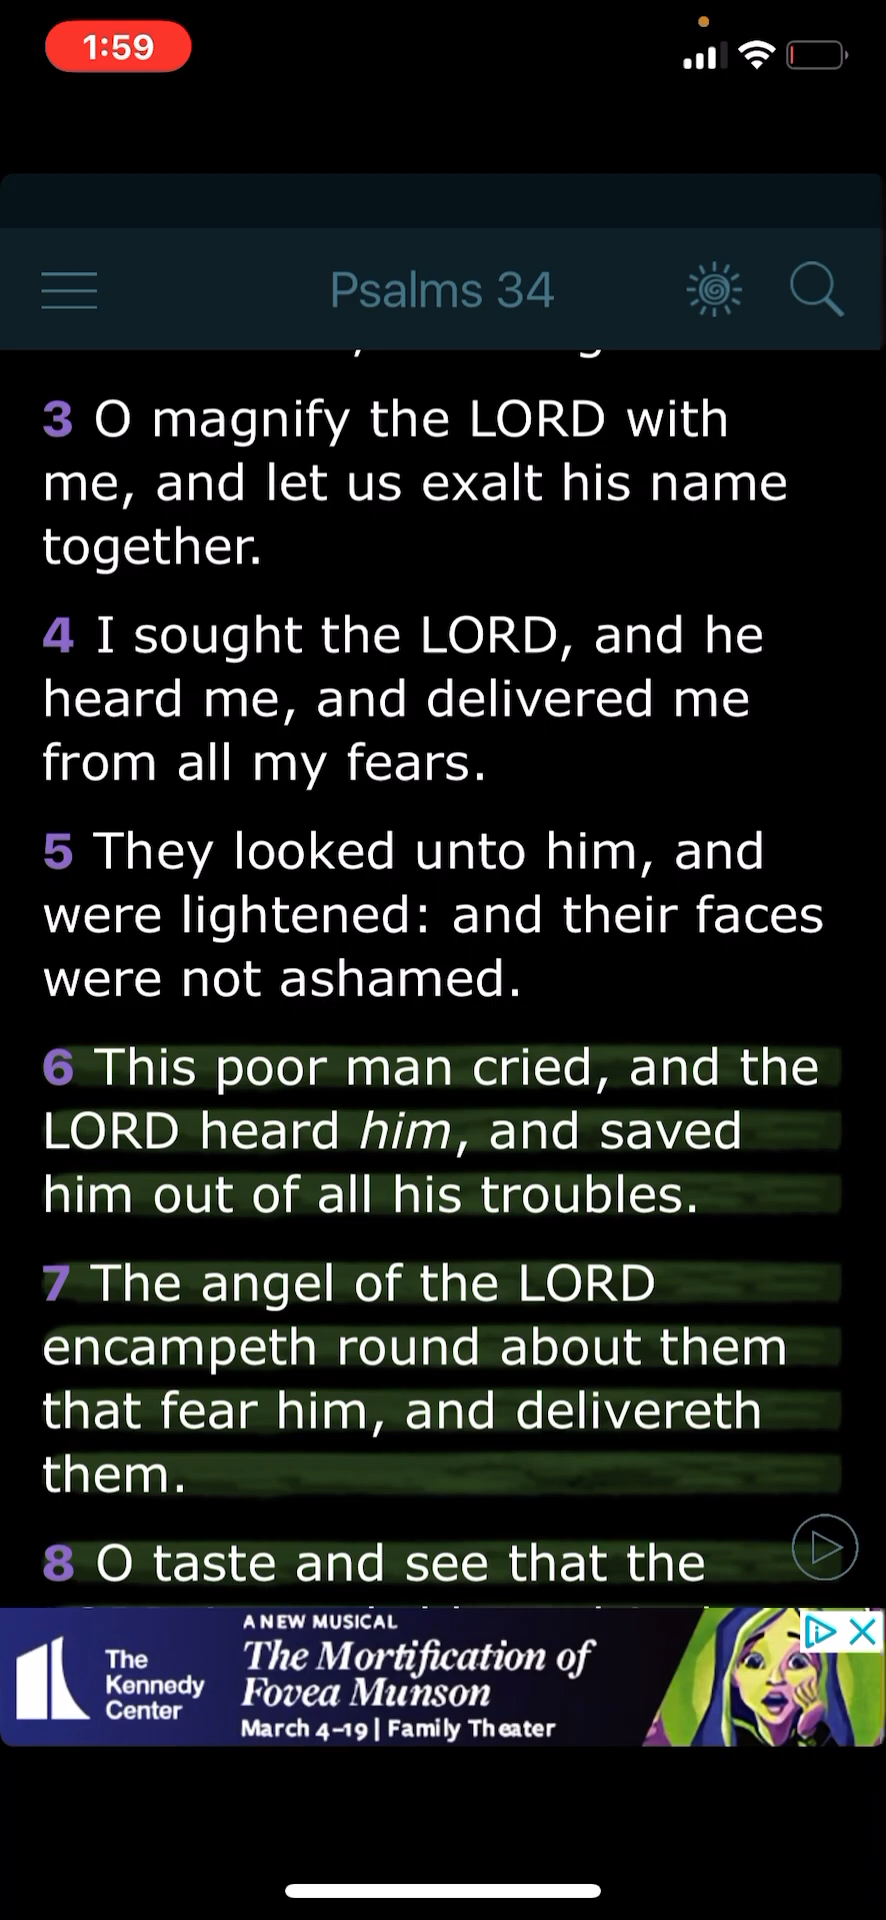 1:59
Psalms 34
3 O magnify the LORD with
me, and let us exalt his name
together.
4 I sought the LORD, and he
heard me, and delivered me
from all my fears.
5 They looked unto him, and
were lightened: and their faces
were not ashamed.
6 This poor man cried, and the
LORD heard him, and saved
him out of all his troubles.
7 The angel of the LORD
encampeth round about them
that fear him, and delivereth
them.
8 O taste and see that the
The
Kennedy
Center
A NEW MUSICAL
The Mortification of
Fovea Munson
March 4-19 | Family Theater